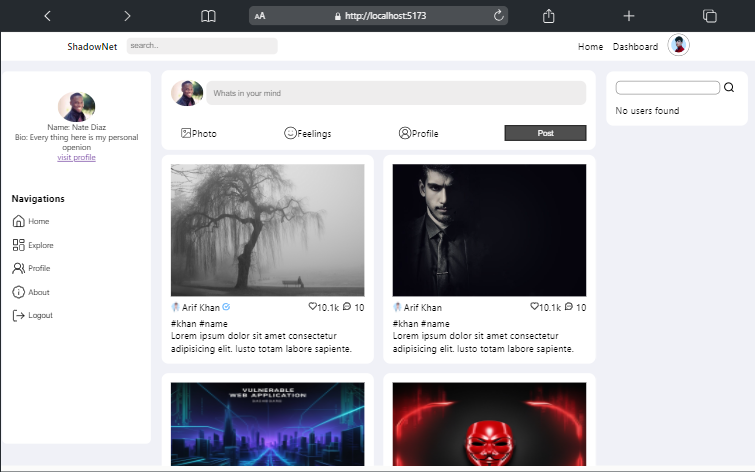 AA http://localhost:5173
ShadowNet search.. Home Dashboard
Name: Nate Diaz
Bio: Every thing here is my personal
openion
visit profile
Navigations
Home
Explore
Profile
About
Logout
Whats in your mind
Photo Feelings Profile Post
Arif Khan 10.1k 10
#khan #name
Lorem ipsum dolor sit amet consectetur
adipisicing elit. Iusto totam labore sapiente.
Arif Khan 10.1k 10
#khan #name
Lorem ipsum dolor sit amet consectetur
adipisicing elit. Iusto totam labore sapiente.
VULNERABLE
WEB APPLICATION
No users found